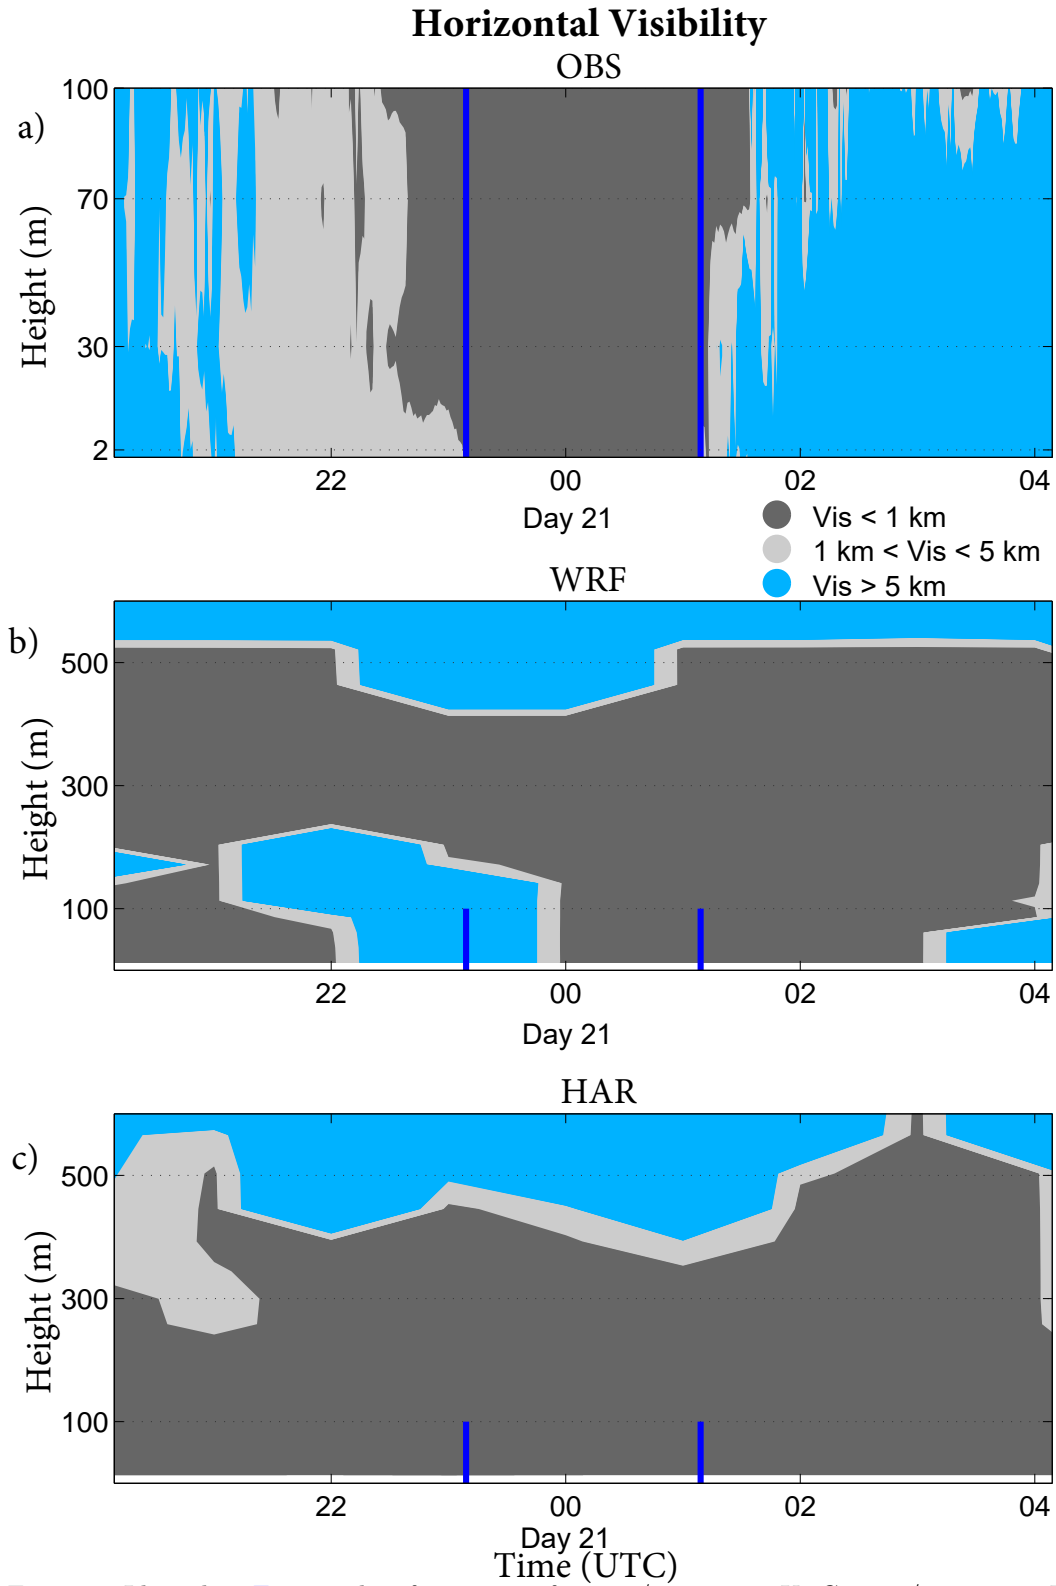 Horizontal Visibility
OBS
a)
100
70
30
2
Height (m)
22
00
02
04
Day 21
Vis < 1 km
1 km < Vis < 5 km
Vis > 5 km
WRF
b)
500
300
100
Height (m)
22
00
02
04
Day 21
HAR
c)
500
300
100
Height (m)
22
00
02
04
Day 21
Time (UTC)